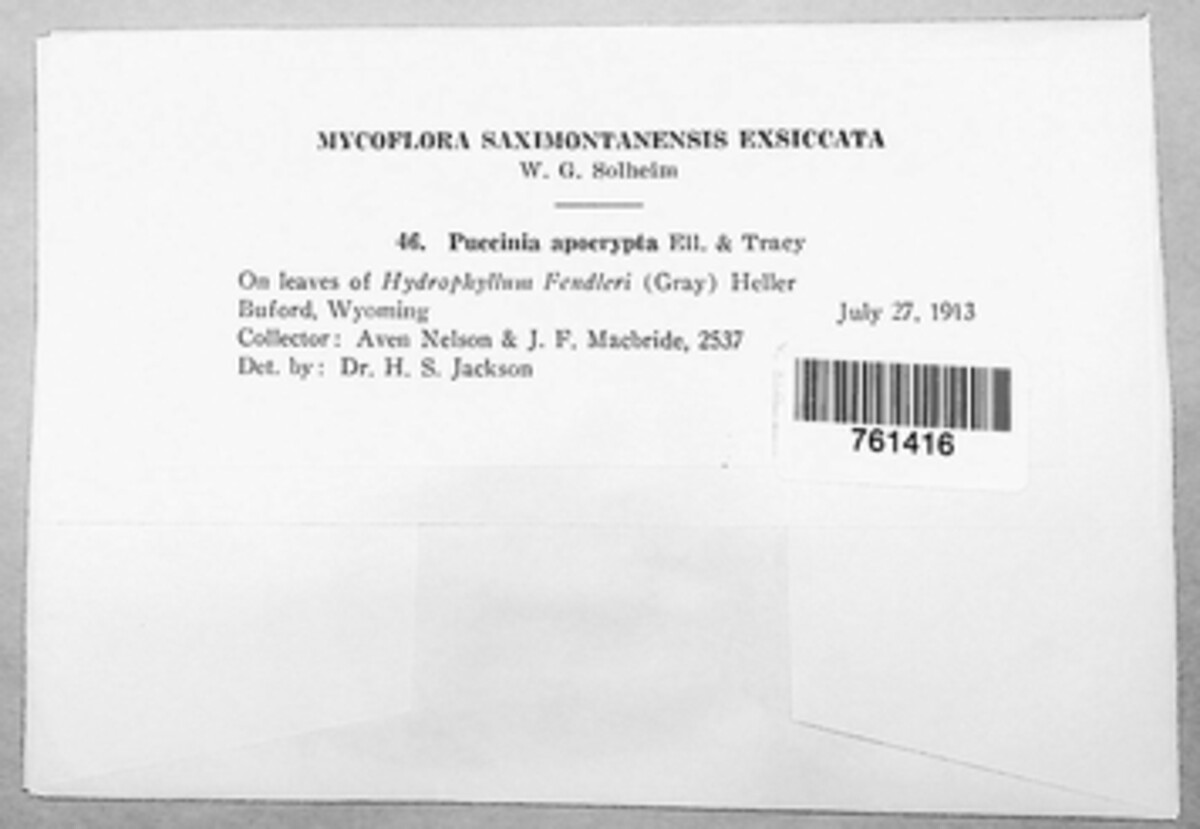 MYCOFLORA SAXIMONTANENSIS EXSICCATA
W. G. Solheim
46. Puccinia apocrypta Ell. & Tracy
On leaves of Hydrophyllum Fendleri (Gray) Heller
Buford, Wyoming July 27, 1913
Collector: Aven Nelson & J. F. Macbride, 2537
Det. by: Dr. H. S. Jackson
761416